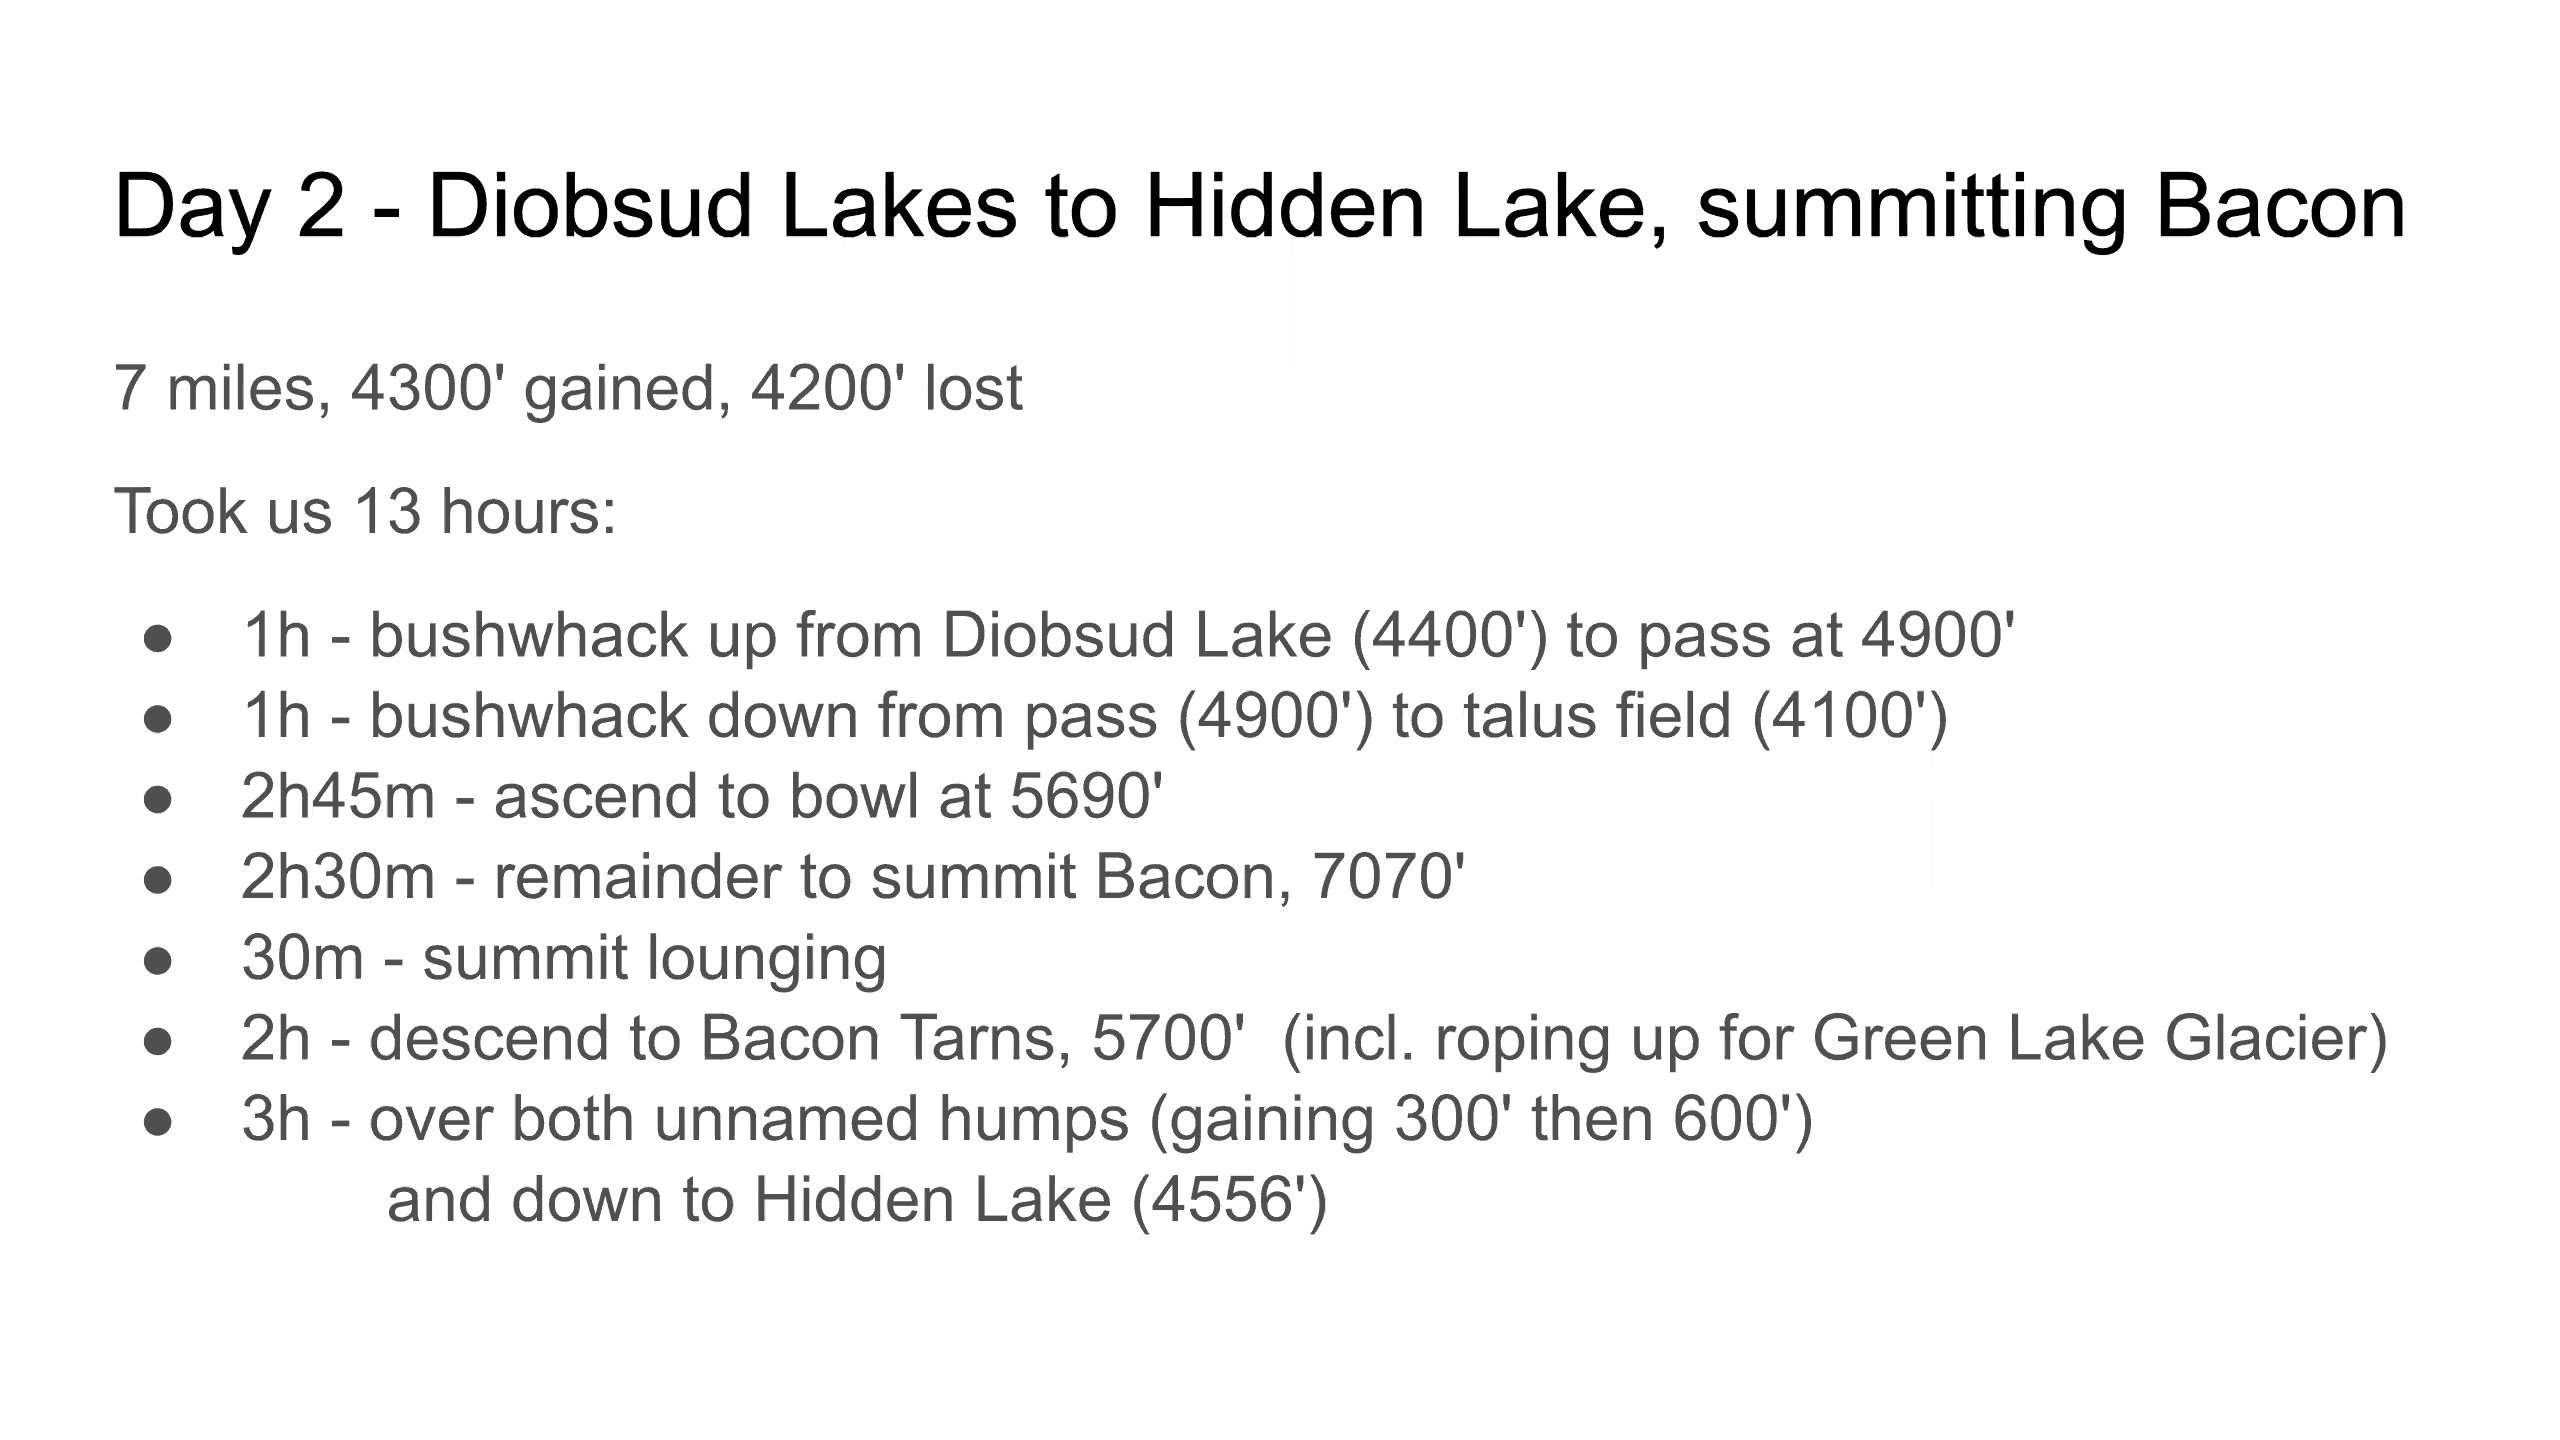 Day 2 - Diobsud Lakes to Hidden Lake, summitting Bacon
7 miles, 4300' gained, 4200' lost
Took us 13 hours:
● 1h - bushwhack up from Diobsud Lake (4400') to pass at 4900'
● 1h - bushwhack down from pass (4900') to talus field (4100')
● 2h45m - ascend to bowl at 5690'
● 2h30m - remainder to summit Bacon, 7070'
● 30m - summit lounging
● 2h - descend to Bacon Tarns, 5700'  (incl. roping up for Green Lake Glacier)
● 3h - over both unnamed humps (gaining 300' then 600')
and down to Hidden Lake (4556')